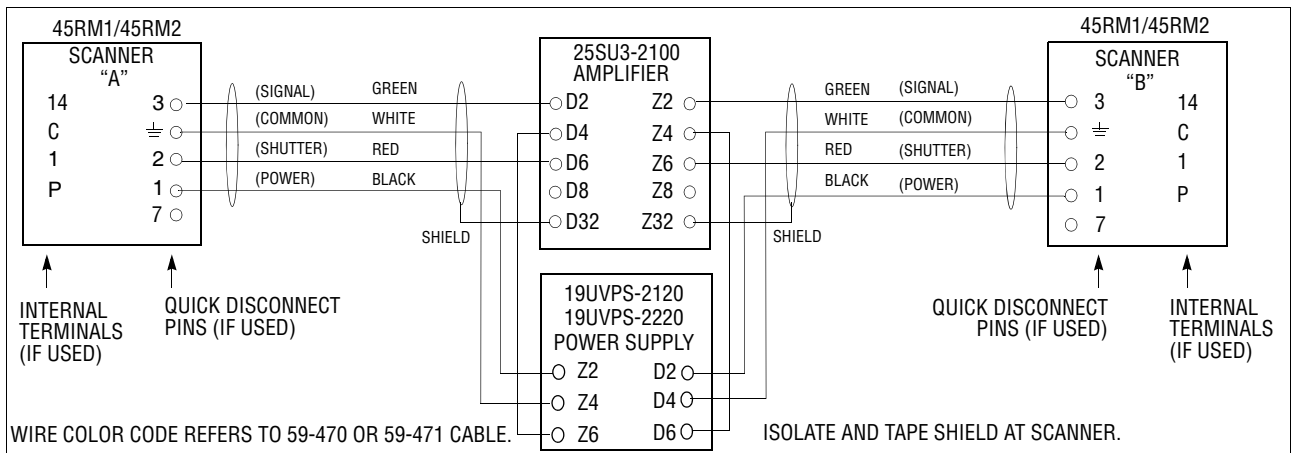 45RM1/45RM2
SCANNER
“A”
14 3
C
1 2
P 1
7
(SIGNAL) GREEN
(COMMON) WHITE
(SHUTTER) RED
(POWER) BLACK
SHIELD
INTERNAL
TERMINALS
(IF USED)
QUICK DISCONNECT
PINS (IF USED)
25SU3-2100
AMPLIFIER
D2 Z2
D4 Z4
D6 Z6
D8 Z8
D32 Z32
19UVPS-2120
19UVPS-2220
POWER SUPPLY
Z2 D2
Z4 D4
Z6 D6
GREEN (SIGNAL)
WHITE (COMMON)
RED (SHUTTER)
BLACK (POWER)
SHIELD
45RM1/45RM2
SCANNER
“B”
3 14
C
2 1
1 P
7
QUICK DISCONNECT
PINS (IF USED)
INTERNAL
TERMINALS
(IF USED)
WIRE COLOR CODE REFERS TO 59-470 OR 59-471 CABLE.
ISOLATE AND TAPE SHIELD AT SCANNER.